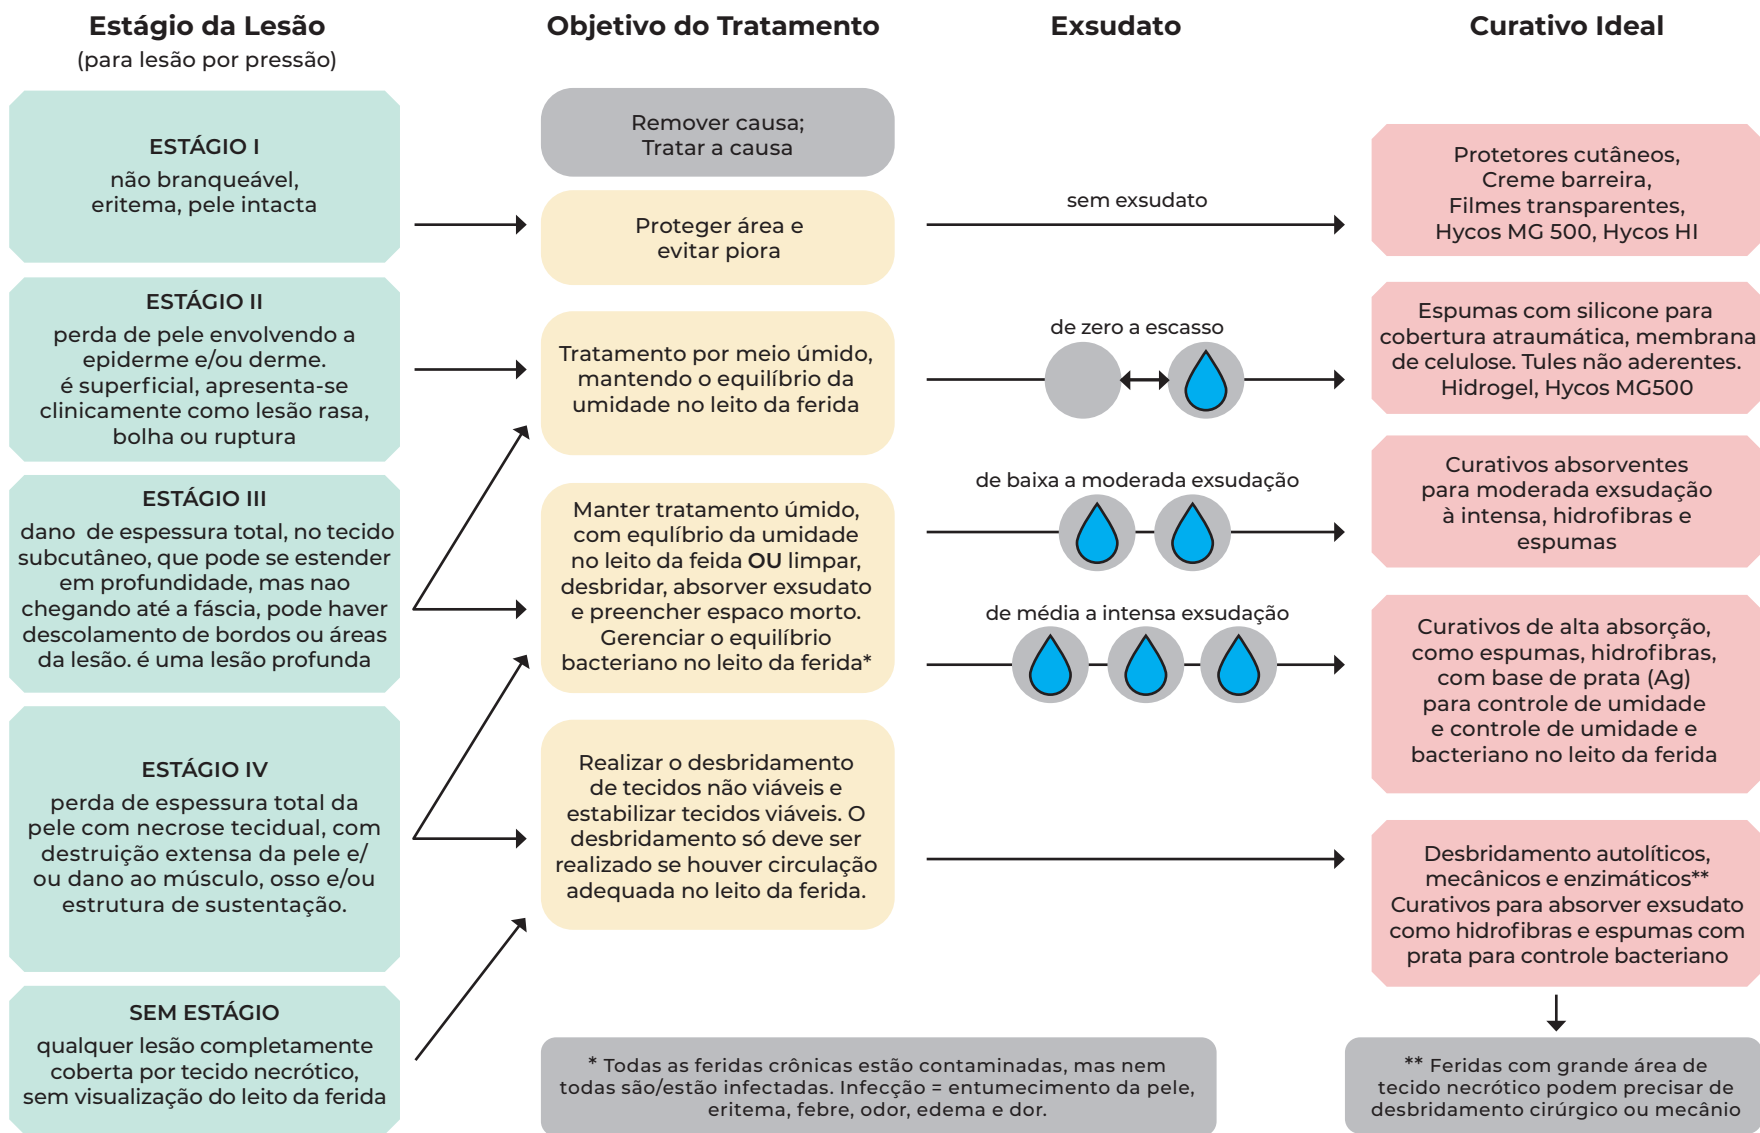 Estágio da Lesão
(para lesão por pressão)
ESTÁGIO I
não branqueável,
eritema, pele intacta
ESTÁGIO II
perda de pele envolvendo a
epiderme e/ou derme.
é superficial, apresenta-se
clinicamente como lesão rasa,
bolha ou ruptura
ESTÁGIO III
dano de espessura total, no tecido
subcutâneo, que pode se estender
em profundidade, mas nao
chegando até a fáscia, pode haver
descolamento de bordos ou áreas
da lesão. é uma lesão profunda
ESTÁGIO IV
perda de espessura total da
pele com necrose tecidual, com
destruição extensa da pele e/
ou dano ao músculo, osso e/ou
estrutura de sustentação.
SEM ESTÁGIO
qualquer lesão completamente
coberta por tecido necrótico,
sem visualização do leito da ferida
Objetivo do Tratamento
Remover causa;
Tratar a causa
Proteger área e
evitar piora
Tratamento por meio úmido,
mantendo o equilíbrio da
umidade no leito da ferida
Manter tratamento úmido,
com equlíbrio da umidade
no leito da feida OU limpar,
desbridar, absorver exsudato
e preencher espaco morto.
Gerenciar o equilíbrio
bacteriano no leito da ferida*
Realizar o desbridamento
de tecidos não viáveis e
estabilizar tecidos viáveis. O
desbridamento só deve ser
realizado se houver circulação
adequada no leito da ferida.
* Todas as feridas crônicas estão contaminadas, mas nem
todas são/estão infectadas. Infecção = entumecimento da pele,
eritema, febre, odor, edema e dor.
Exsudato
sem exsudato
de zero a escasso
de baixa a moderada exsudação
de média a intensa exsudação
Curativo Ideal
Protetores cutâneos,
Creme barreira,
Filmes transparentes,
Hycos MG 500, Hycos HI
Espumas com silicone para
cobertura atraumática, membrana
de celulose. Tules não aderentes.
Hidrogel, Hycos MG500
Curativos absorventes
para moderada exsudação
à intensa, hidrofibras e
espumas
Curativos de alta absorção,
como espumas, hidrofibras,
com base de prata (Ag)
para controle de umidade
e controle de umidade e
bacteriano no leito da ferida
Desbridamento autolíticos,
mecânicos e enzimáticos**
Curativos para absorver exsudato
como hidrofibras e espumas com
prata para controle bacteriano
** Feridas com grande área de
tecido necrótico podem precisar de
desbridamento cirúrgico ou mecânio